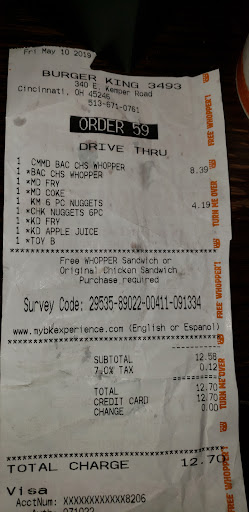 Fri May 10 2019
BURGER KING 3493
340 E. Kemper Road
Cincinnati, OH 45246
513-671-0761
ORDER 59
DRIVE THRU
1 CMMD BAC CHS WHOPPER
1 *BAC CHS WHOPPER 8.39
1 *MD FRY
1 *MD COKE
1 KM 6 PC NUGGETS 4.19
1 *CHK NUGGETS 6PC
1 *KD FRY
1 *KD APPLE JUICE
1 *TOY B
Free WHOPPER Sandwich or
Original Chicken Sandwich
Purchase required
Survey Code: 29535-69022-00411-091334
www.mybkexperience.com (English or Espanol)
SUBTOTAL 12.58
7.0% TAX 0.12
TOTAL 12.70
CREDIT CARD 12.70
CHANGE 0.00
TOTAL CHARGE 12.70
Visa
AcctNum: XXXXXXXXXXXX8206
Auth: 071022
FREE WHOPPER?
TURN ME OVER
FREE WHOPPER?
TURN ME OVER